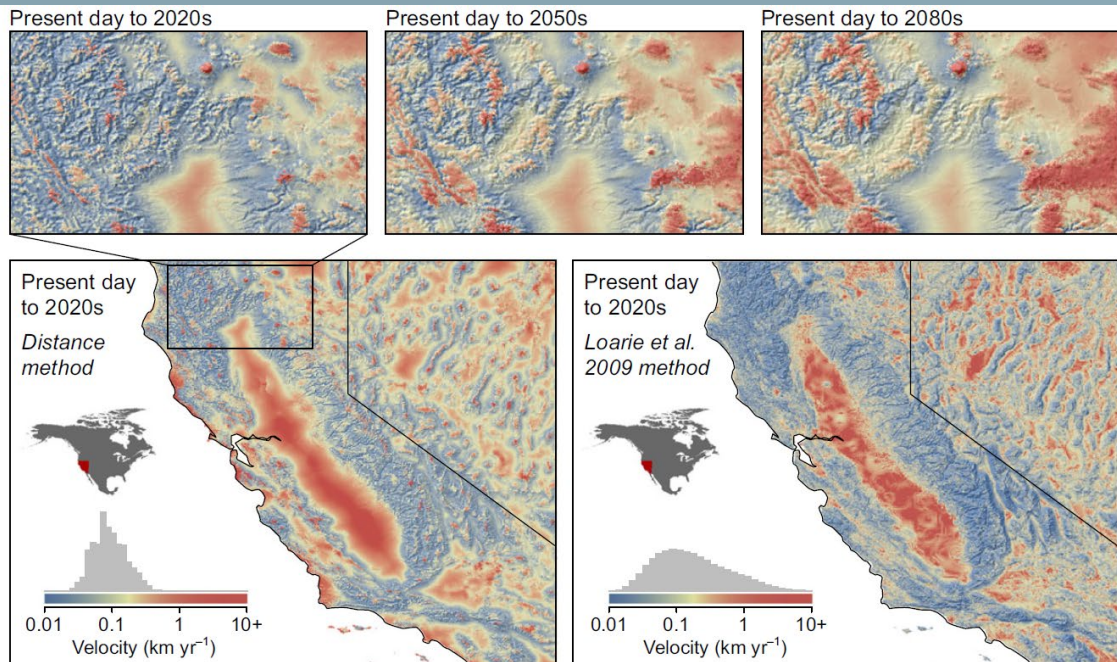 Present day to 2020s
Present day to 2050s
Present day to 2080s
Present day
to 2020s
Distance
method
0.01 0.1 1 10+
Velocity (km yr⁻¹)
Present day
to 2020s
Loarie et al.
2009 method
0.01 0.1 1 10+
Velocity (km yr⁻¹)